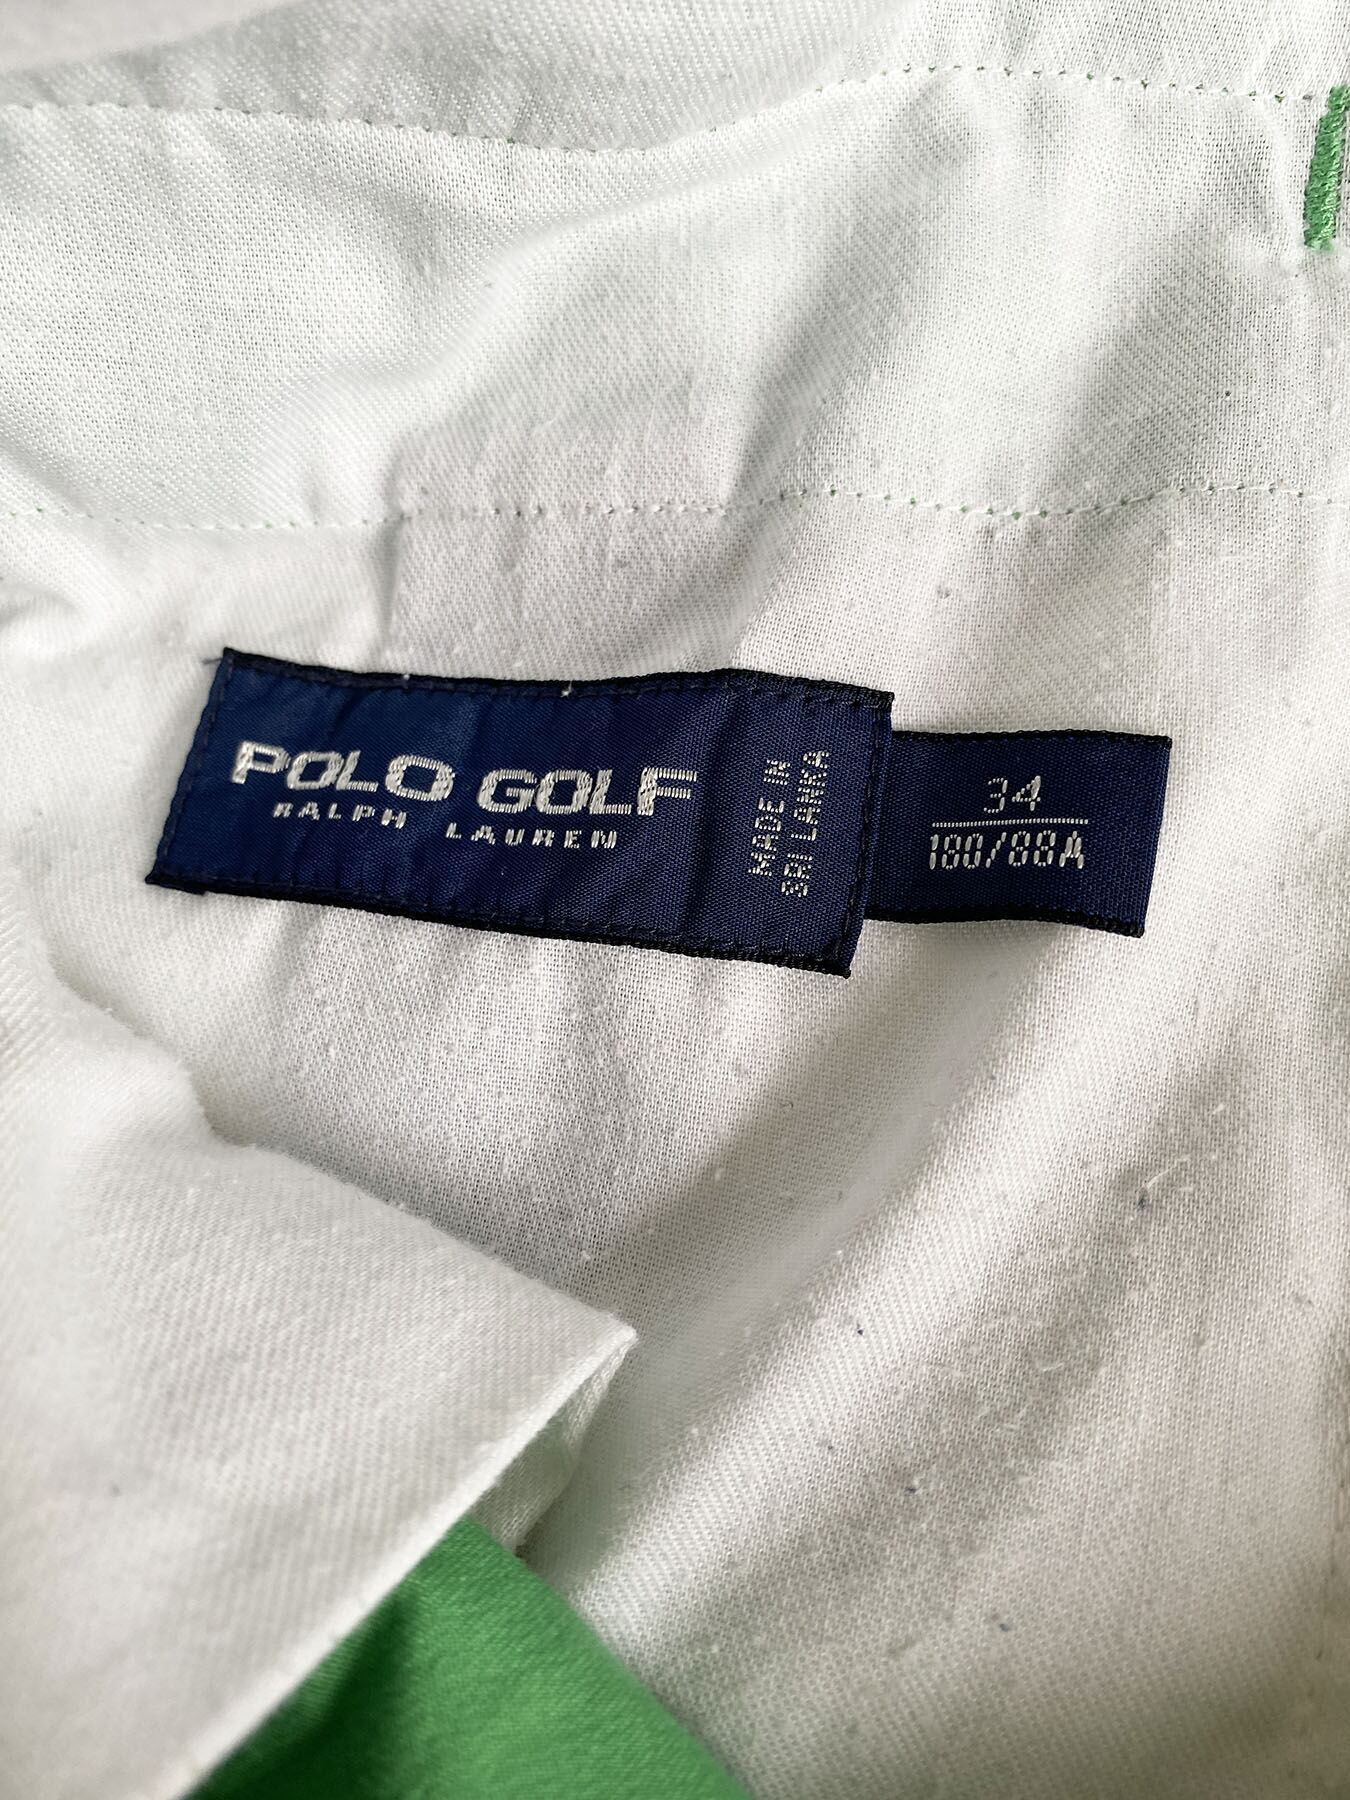 POLO GOLF
RALPH LAUREN
MADE IN
SRI LANKA
34
180/88A